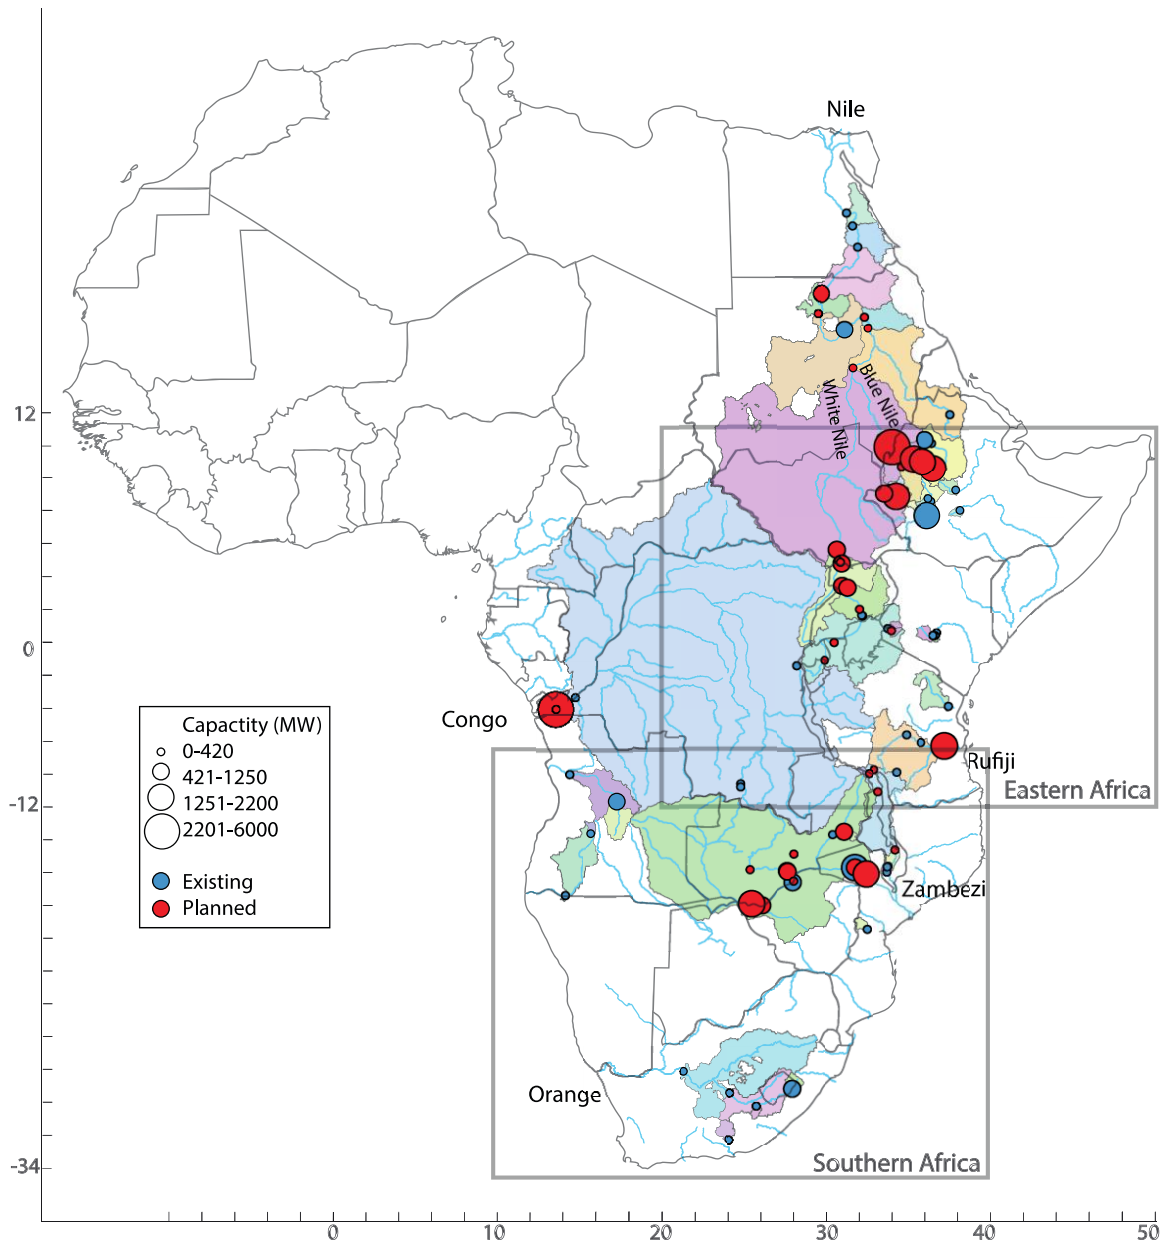 Nile
White Nile
Blue Nile
12
0
-12
-34
Congo
Capactity (MW)
0-420
421-1250
1251-2200
2201-6000
Existing
Planned
Rufiji
Eastern Africa
Zambezi
Orange
Southern Africa
0
10
20
30
40
50